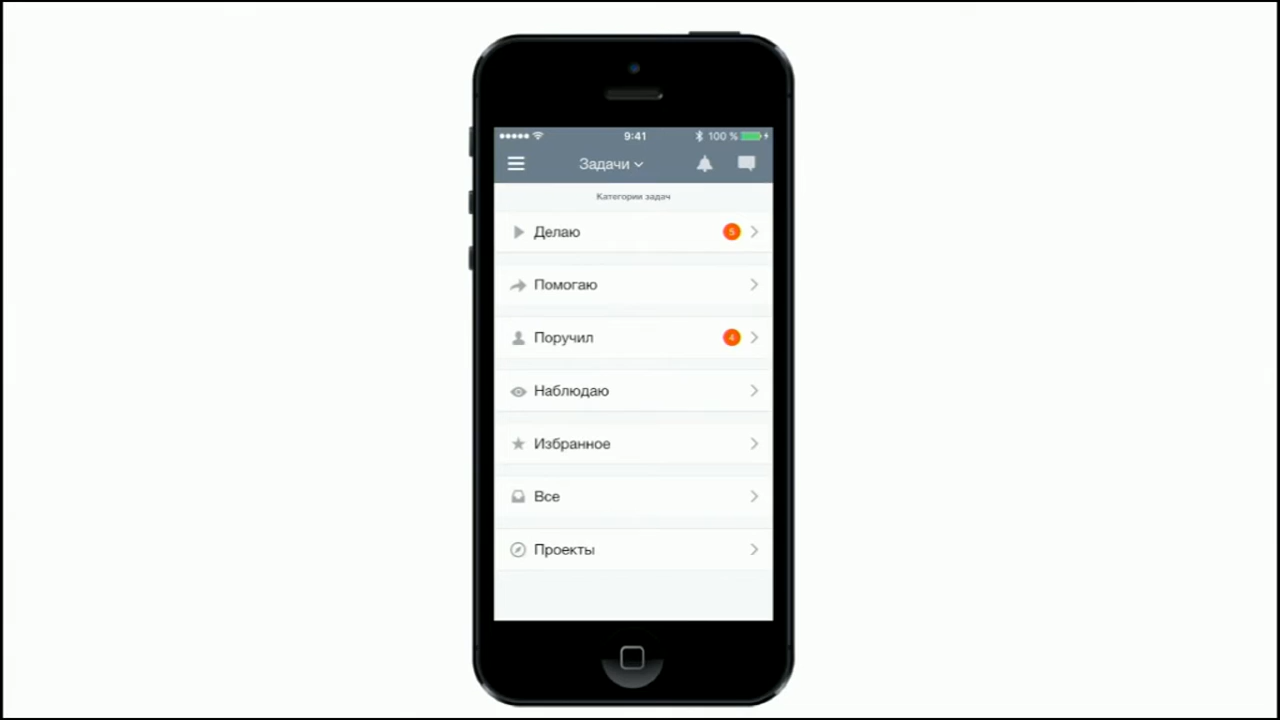 9:41
100 %
Задачи
Категории задач
Делаю 5
Помогаю
Поручил 4
Наблюдаю
Избранное
Все
Проекты